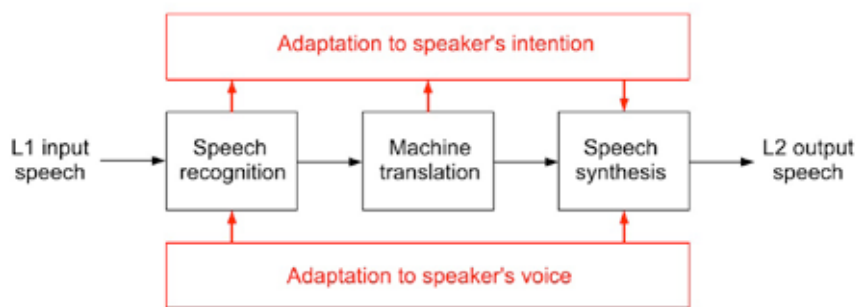 Adaptation to speaker's intention
L1 input
speech
Speech
recognition
Machine
translation
Speech
synthesis
L2 output
speech
Adaptation to speaker's voice